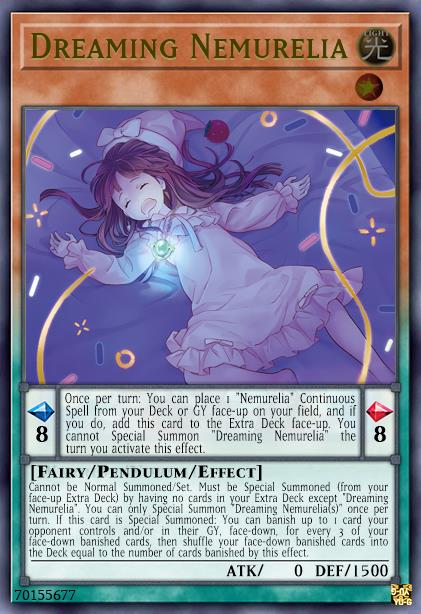 DREAMING NEMURELIA
LIGHT
光
Once per turn: You can place 1 "Nemurelia" Continuous
Spell from your Deck or GY face-up on your field, and if
you do, add this card to the Extra Deck face-up. You
cannot Special Summon "Dreaming Nemurelia" the
turn you activate this effect.
8
8
[FAIRY/PENDULUM/EFFECT]
Cannot be Normal Summoned/Set. Must be Special Summoned (from your
face-up Extra Deck) by having no cards in your Extra Deck except "Dreaming
Nemurelia". You can only Special Summon "Dreaming Nemurelia(s)" once per
turn. If this card is Special Summoned: You can banish up to 1 card your
opponent controls and/or in their GY, face-down, for every 3 of your
face-down banished cards, then shuffle your face-down banished cards into
the Deck equal to the number of cards banished by this effect.
ATK/ 0 DEF/1500
70155677